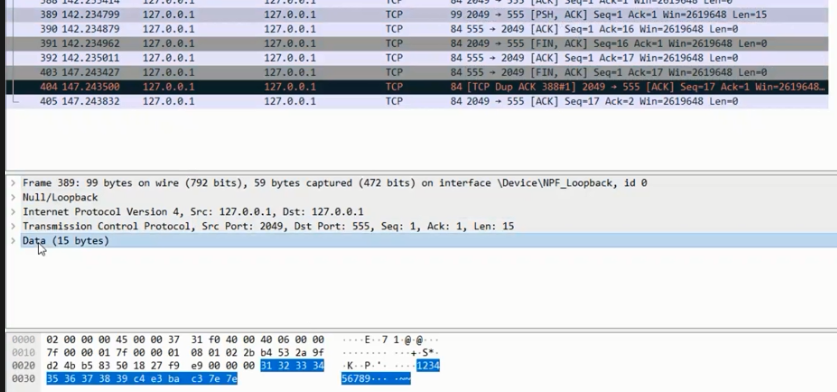 388 142.233414 127.0.0.1 127.0.0.1 TCP 84 2049 → 555 [ACK] Seq=1 Ack=1 Win=2619648 Len=0
389 142.234799 127.0.0.1 127.0.0.1 TCP 99 2049 → 555 [PSH, ACK] Seq=1 Ack=1 Win=2619648 Len=15
390 142.234879 127.0.0.1 127.0.0.1 TCP 84 555 → 2049 [ACK] Seq=1 Ack=16 Win=2619648 Len=0
391 142.234962 127.0.0.1 127.0.0.1 TCP 84 2049 → 555 [FIN, ACK] Seq=16 Ack=1 Win=2619648 Len=0
392 142.235011 127.0.0.1 127.0.0.1 TCP 84 555 → 2049 [ACK] Seq=1 Ack=17 Win=2619648 Len=0
403 147.243427 127.0.0.1 127.0.0.1 TCP 84 555 → 2049 [FIN, ACK] Seq=1 Ack=17 Win=2619648 Len=0
404 147.243500 127.0.0.1 127.0.0.1 TCP 84 [TCP Dup ACK 388#1] 2049 → 555 [ACK] Seq=17 Ack=1 Win=2619648…
405 147.243832 127.0.0.1 127.0.0.1 TCP 84 2049 → 555 [ACK] Seq=17 Ack=2 Win=2619648 Len=0
Frame 389: 99 bytes on wire (792 bits), 59 bytes captured (472 bits) on interface \Device\NPF_Loopback, id 0
Null/Loopback
Internet Protocol Version 4, Src: 127.0.0.1, Dst: 127.0.0.1
Transmission Control Protocol, Src Port: 2049, Dst Port: 555, Seq: 1, Ack: 1, Len: 15
Data (15 bytes)
0000 02 00 00 00 45 00 00 37 31 f0 40 00 40 06 00 00 ····E··7 1·@·@···
0010 7f 00 00 01 7f 00 00 01 08 01 02 2b b4 53 2a 9f ········ ···+·S*·
0020 d2 4b b5 83 50 18 27 f9 e9 00 00 00 31 32 33 34 ·K··P·'· ····1234
0030 35 36 37 38 39 c4 e3 ba c3 7e 7e 56789··· ·~~